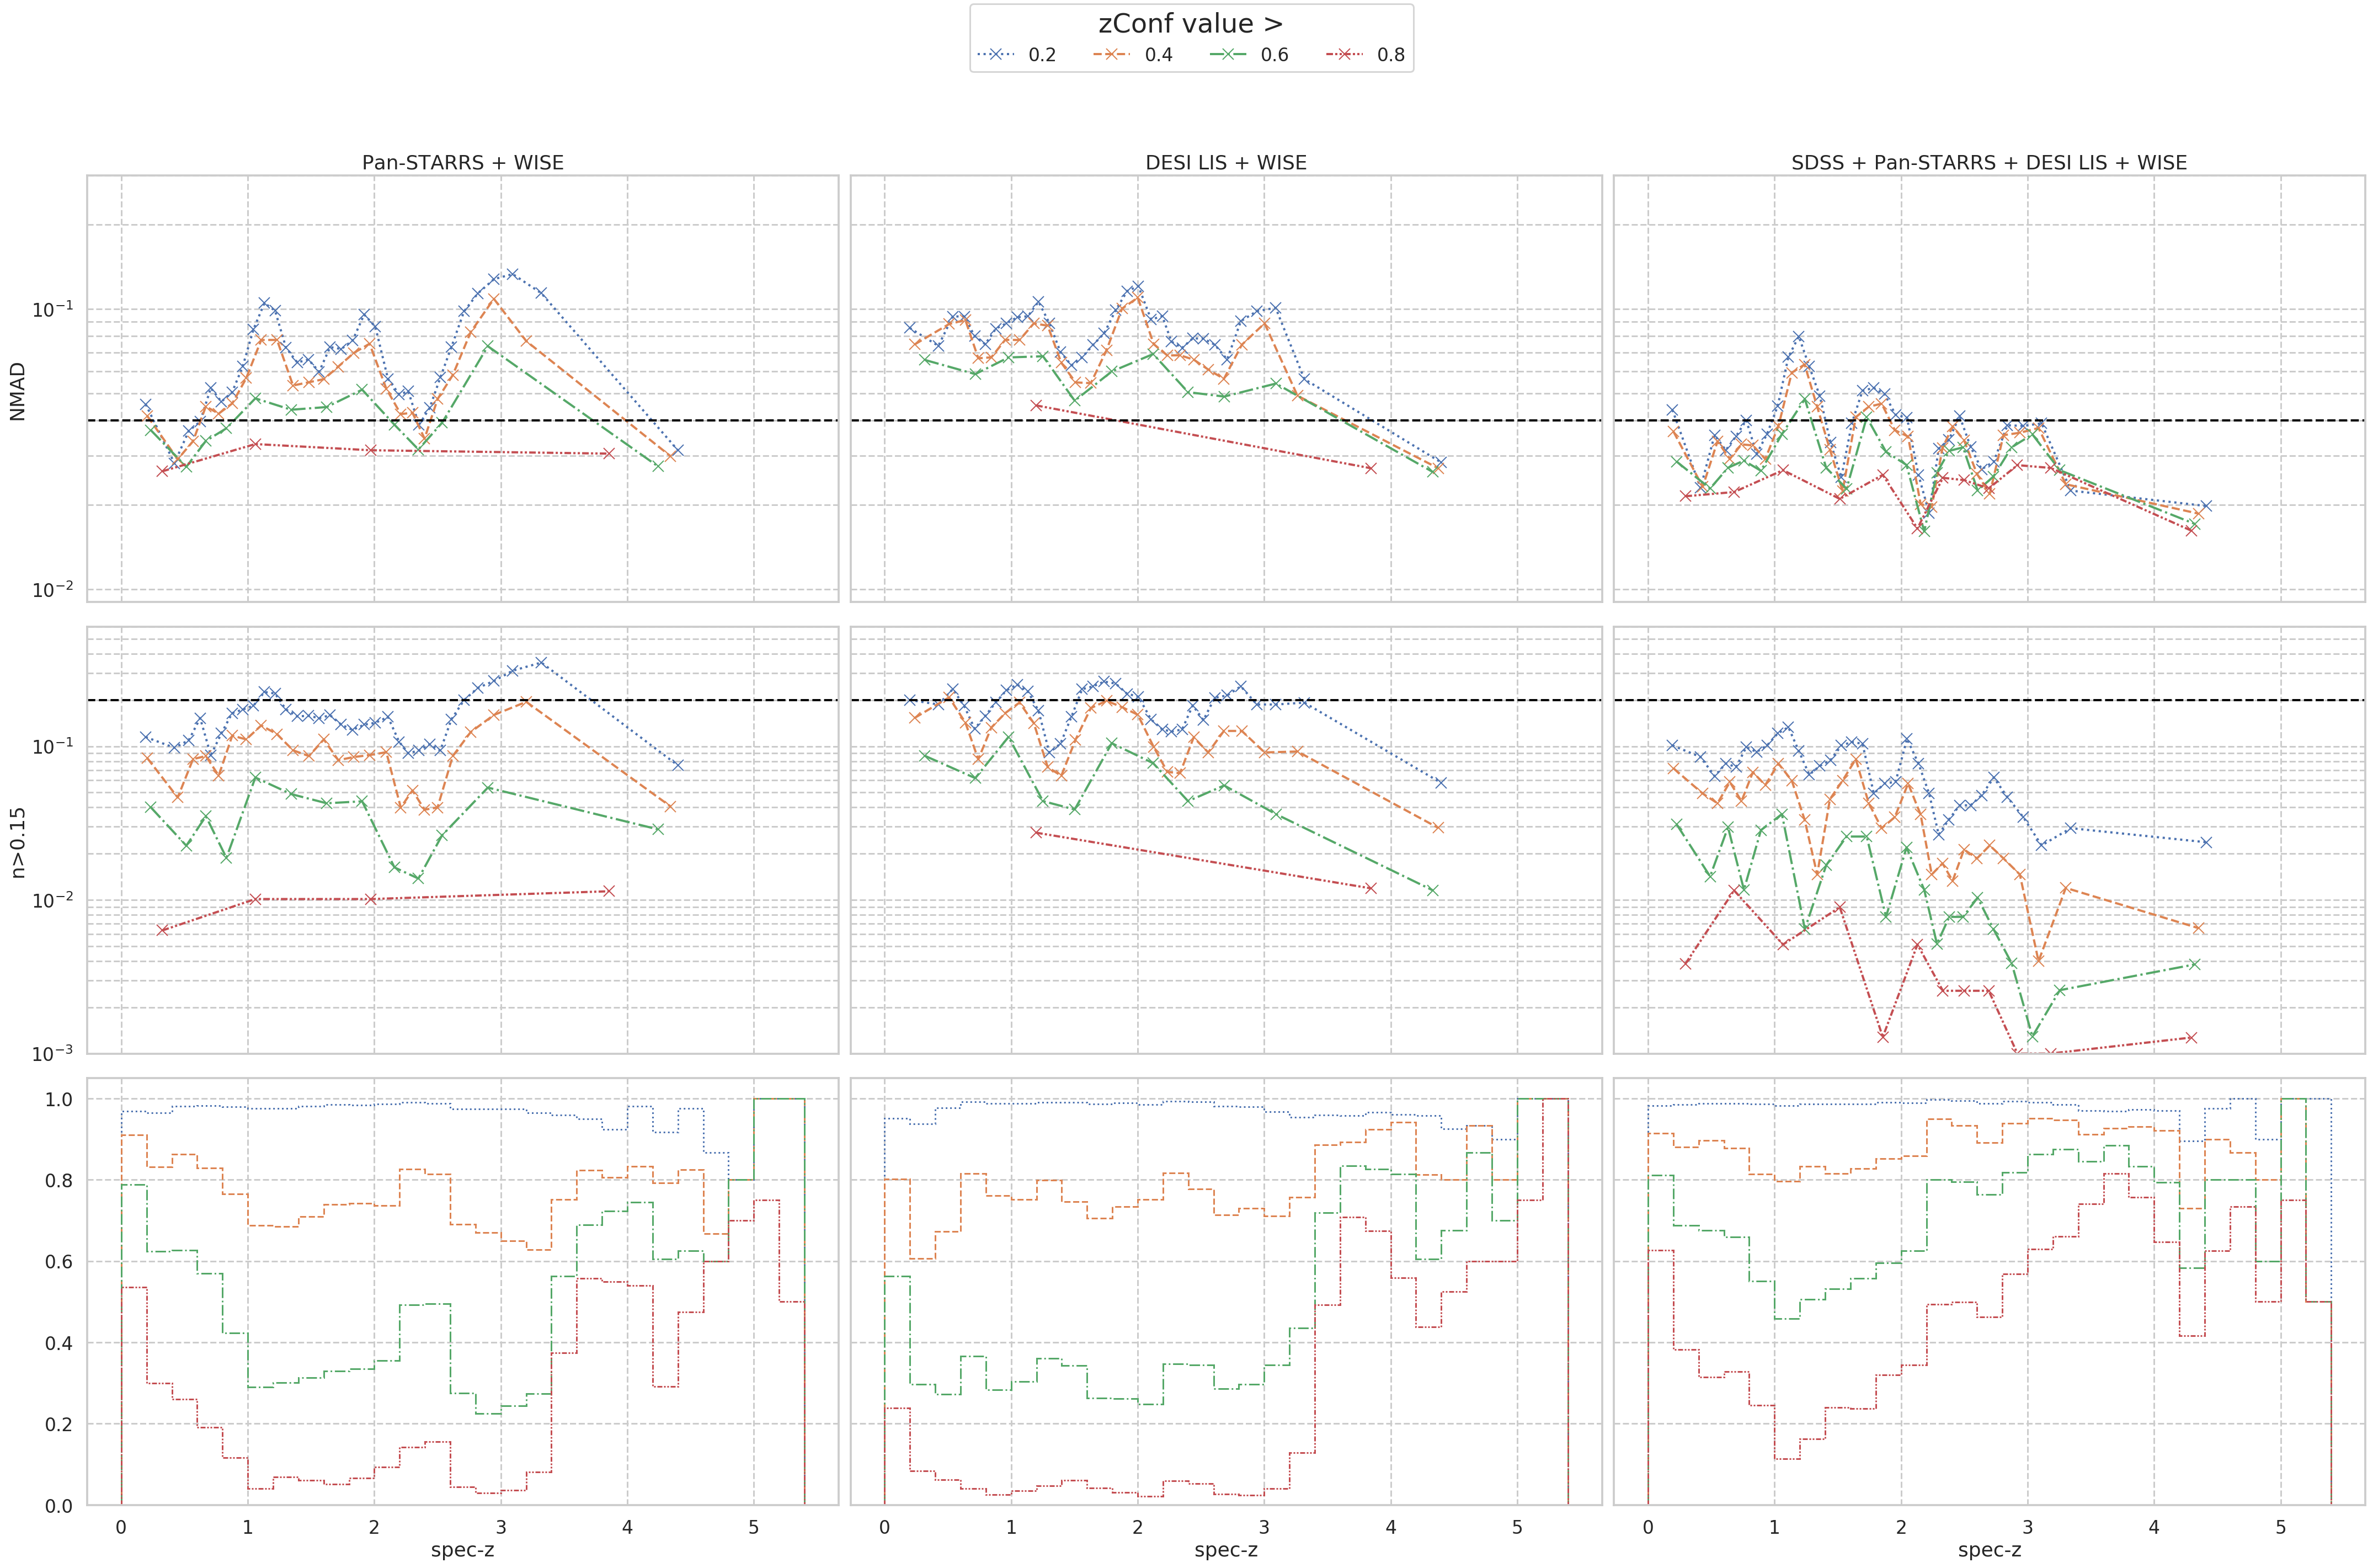 zConf value >
0.2 0.4 0.6 0.8
Pan-STARRS + WISE
DESI LIS + WISE
SDSS + Pan-STARRS + DESI LIS + WISE
NMAD
10⁻¹
10⁻²
n>0.15
10⁻¹
10⁻²
10⁻³
1.0
0.8
0.6
0.4
0.2
0.0
0 1 2 3 4 5
0 1 2 3 4 5
0 1 2 3 4 5
spec-z
spec-z
spec-z